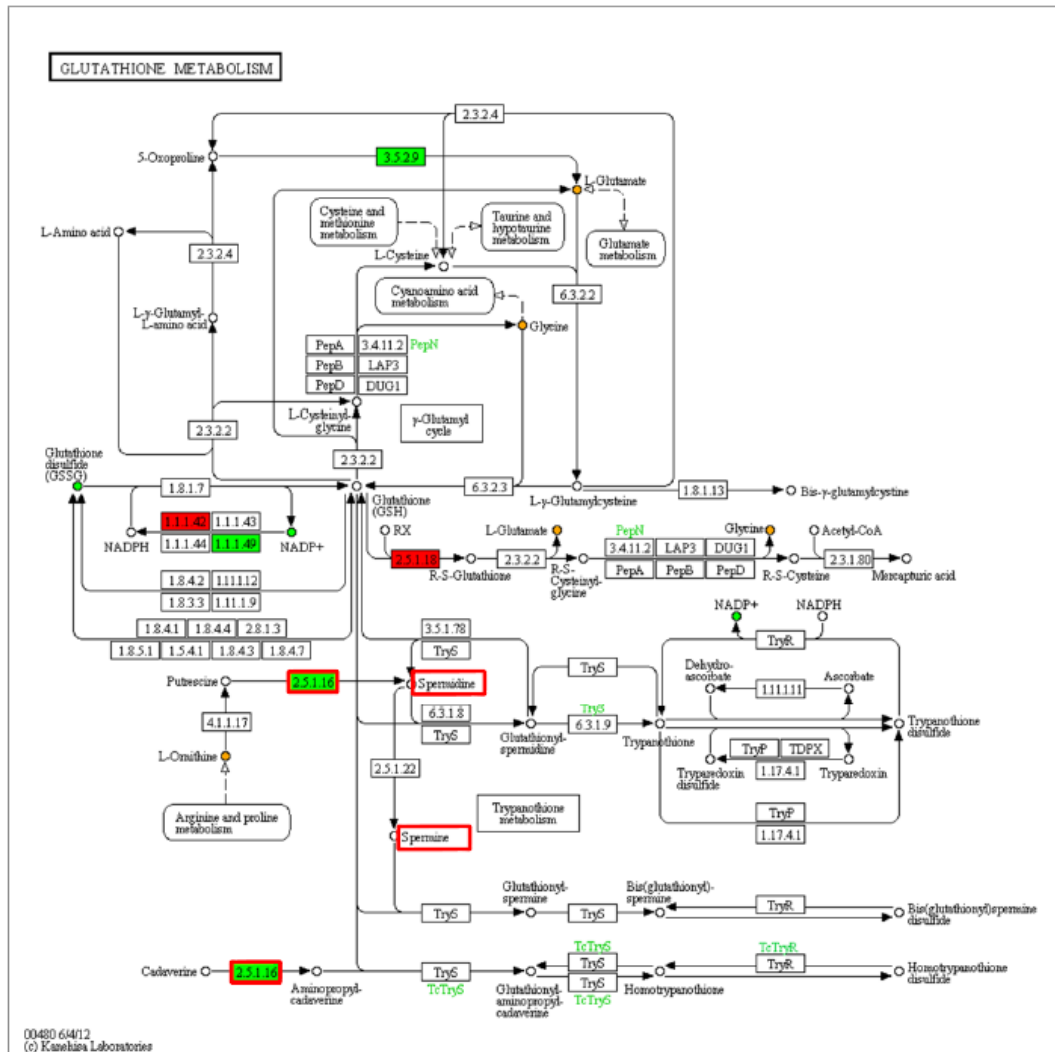 GLUTATHIONE METABOLISM
2.3.2.4
5-Oxoproline
3.5.2.9
L-Glutamate
Cysteine and
methionine
metabolism
Taurine and
hypotaurine
metabolism
Glutamate
metabolism
L-Amino acid
2.3.2.4
L-Cysteine
Cyanoamino acid
metabolism
6.3.2.2
L-γ-Glutamyl-
L-amino acid
Glycine
PepA
3.4.11.2
PepN
PepB
LAP3
PepD
DUG1
L-Cysteinyl-
glycine
γ-Glutamyl
cycle
2.3.2.2
2.3.2.2
Glutathione
disulfide
(GSSG)
1.8.1.7
Glutathione
(GSH)
6.3.2.3
L-γ-Glutamylcysteine
1.8.1.13
Bis-γ-glutamylcystine
1.1.1.42
1.1.1.43
NADPH
1.1.1.44
1.1.1.49
NADP+
RX
2.5.1.18
R-S-Glutathione
L-Glutamate
2.3.2.2
R-S-
Cysteinyl-
glycine
PepN
3.4.11.2
LAP3
DUG1
PepA
PepB
PepD
Glycine
R-S-Cysteine
Acetyl-CoA
2.3.1.80
Mercapturic acid
1.8.4.2
1.11.1.12
1.8.3.3
1.11.1.9
1.8.4.1
1.8.4.4
2.8.1.3
1.8.5.1
1.5.4.1
1.8.4.3
1.8.4.7
3.5.1.78
TryS
NADP+
NADPH
TryR
Putrescine
2.5.1.16
Spermidine
TryS
Dehydro-
ascorbate
1.11.1.11
Ascorbate
4.1.1.17
6.3.1.8
TryS
Glutathionyl-
spermidine
TryS
6.3.1.9
Trypanothione
Trypanothione
disulfide
L-Ornithine
2.5.1.22
TryP
TDPX
1.17.4.1
Tryparedoxin
disulfide
Tryparedoxin
Arginine and proline
metabolism
Trypanothione
metabolism
TryP
1.17.4.1
Spermine
TryS
Glutathionyl-
spermine
TryS
Bis(glutathionyl)-
spermine
TryR
Bis(glutathionyl)spermine
disulfide
Cadaverine
2.5.1.16
Aminopropyl-
cadaverine
TryS
TcTryS
Glutathionyl-
aminopropyl-
cadaverine
TcTryS
TryS
TryS
TcTryS
Homotrypanothione
TcTryR
TryR
Homotrypanothione
disulfide
00480 6/4/12
(c) Kanehisa Laboratories